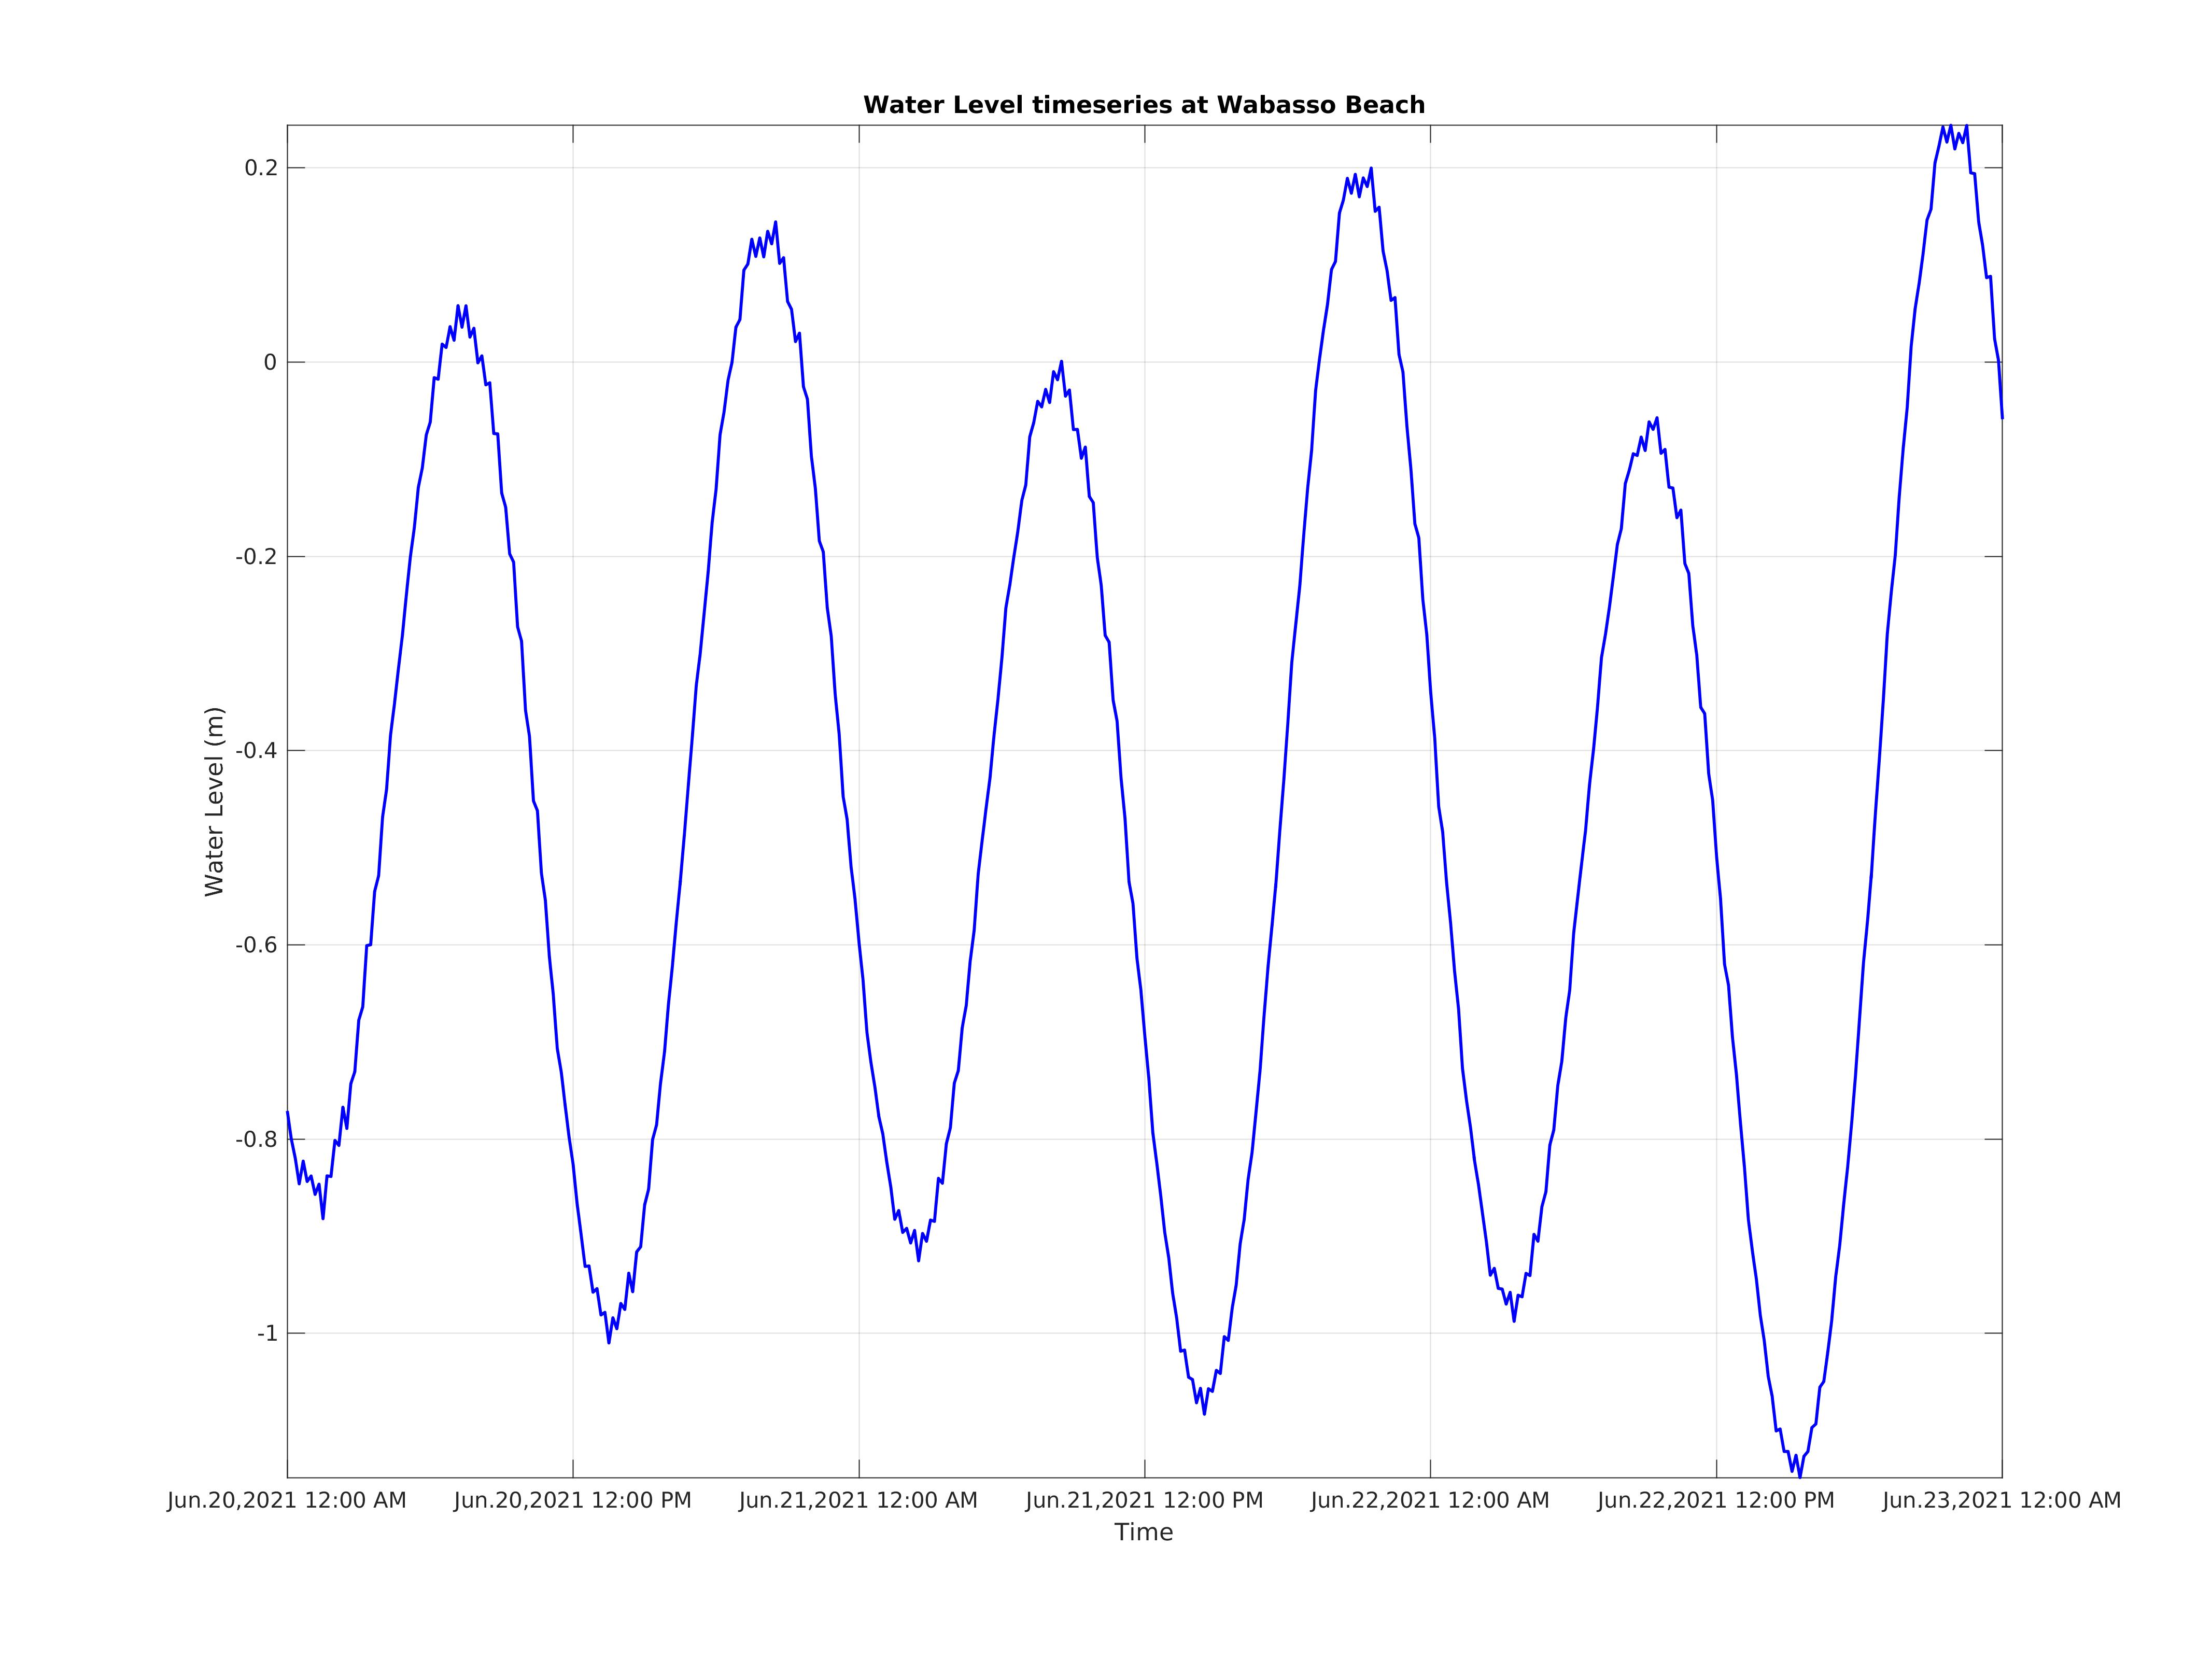 Water Level timeseries at Wabasso Beach
0.2
0
-0.2
-0.4
-0.6
-0.8
-1
Water Level (m)
Jun.20,2021 12:00 AM
Jun.20,2021 12:00 PM
Jun.21,2021 12:00 AM
Jun.21,2021 12:00 PM
Jun.22,2021 12:00 AM
Jun.22,2021 12:00 PM
Jun.23,2021 12:00 AM
Time